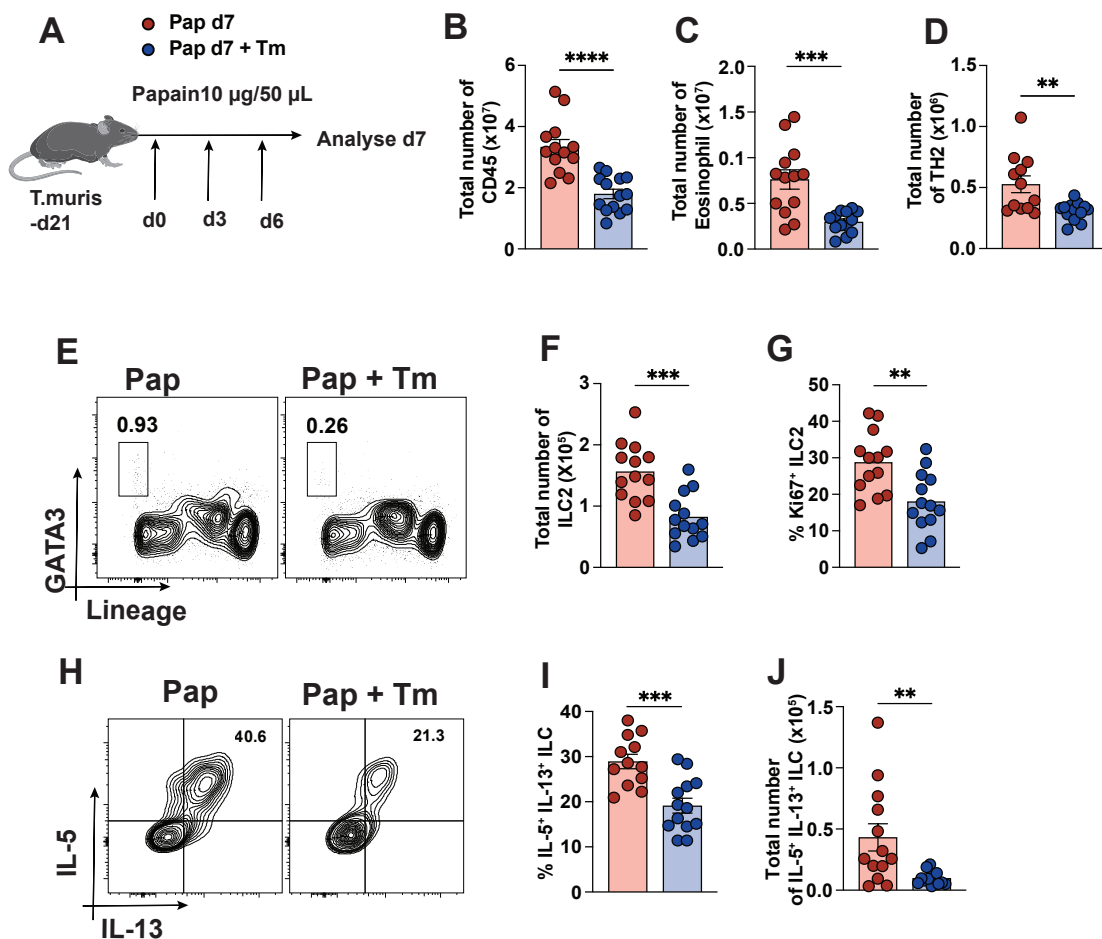 A
Pap d7
Pap d7 + Tm
Papain10 µg/50 µL
Analyse d7
T.muris
-d21
d0
d3
d6
B
****
Total number of
CD45 (x10⁷)
6
4
2
0
C
***
Total number of
Eosinophil (x10⁷)
2.0
1.5
1.0
0.5
0.0
D
**
Total number
of TH2 (x10⁶)
1.5
1.0
0.5
0.0
E
Pap
Pap + Tm
0.93
0.26
GATA3
Lineage
F
***
Total number of
ILC2 (X10⁵)
3
2
1
0
G
**
% Ki67⁺ ILC2
50
40
30
20
10
0
H
Pap
Pap + Tm
40.6
21.3
IL-5
IL-13
I
***
% IL-5⁺ IL-13⁺ ILC
40
30
20
10
0
J
**
Total number
of IL-5⁺ IL-13⁺ ILC (x10⁵)
1.5
1.0
0.5
0.0